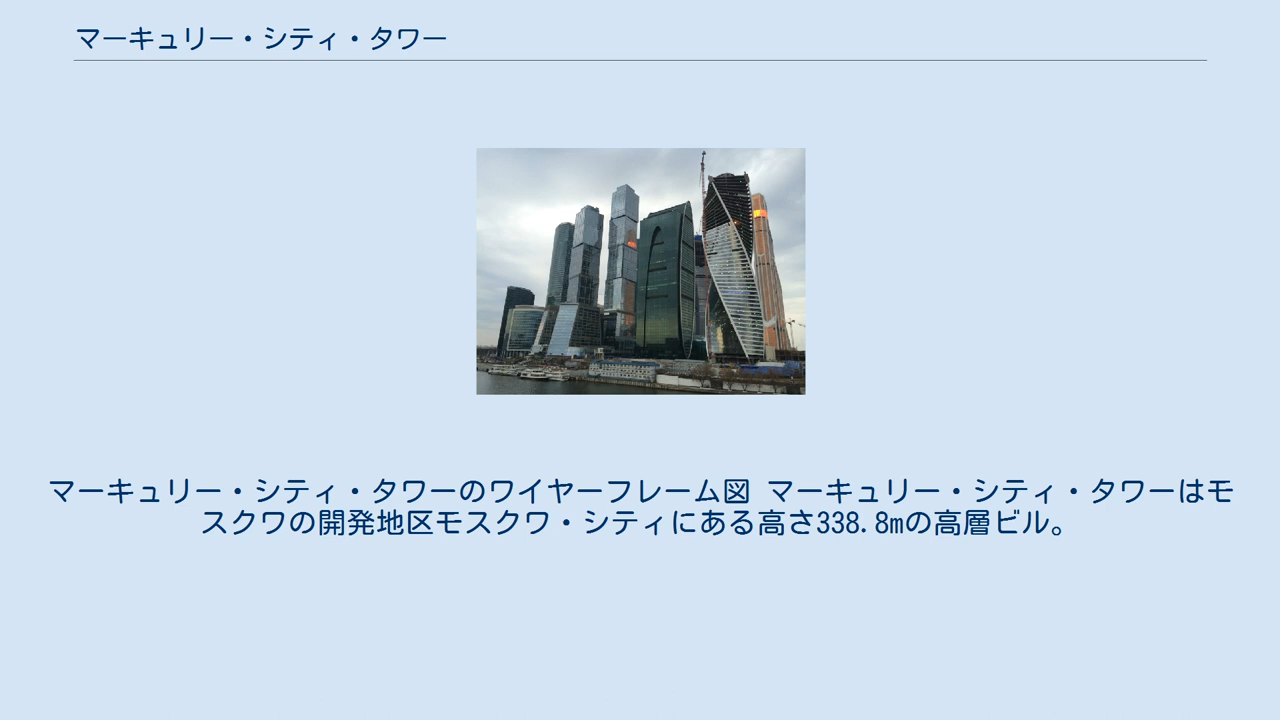 マーキュリー・シティ・タワー
マーキュリー・シティ・タワーのワイヤーフレーム図 マーキュリー・シティ・タワーはモ
スクワの開発地区モスクワ・シティにある高さ338.8mの高層ビル。